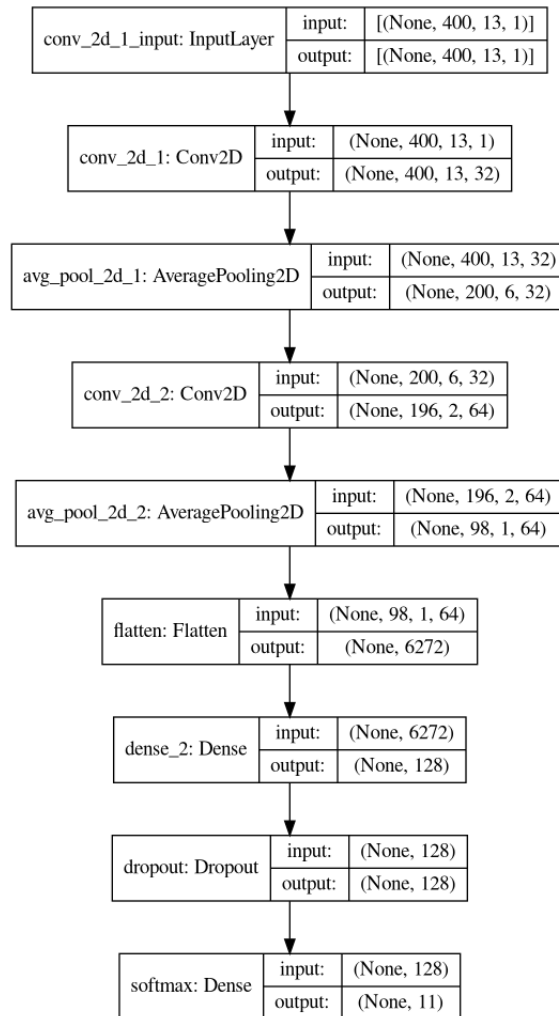 conv_2d_1_input: InputLayer
input: [(None, 400, 13, 1)]
output: [(None, 400, 13, 1)]
conv_2d_1: Conv2D
input: (None, 400, 13, 1)
output: (None, 400, 13, 32)
avg_pool_2d_1: AveragePooling2D
input: (None, 400, 13, 32)
output: (None, 200, 6, 32)
conv_2d_2: Conv2D
input: (None, 200, 6, 32)
output: (None, 196, 2, 64)
avg_pool_2d_2: AveragePooling2D
input: (None, 196, 2, 64)
output: (None, 98, 1, 64)
flatten: Flatten
input: (None, 98, 1, 64)
output: (None, 6272)
dense_2: Dense
input: (None, 6272)
output: (None, 128)
dropout: Dropout
input: (None, 128)
output: (None, 128)
softmax: Dense
input: (None, 128)
output: (None, 11)